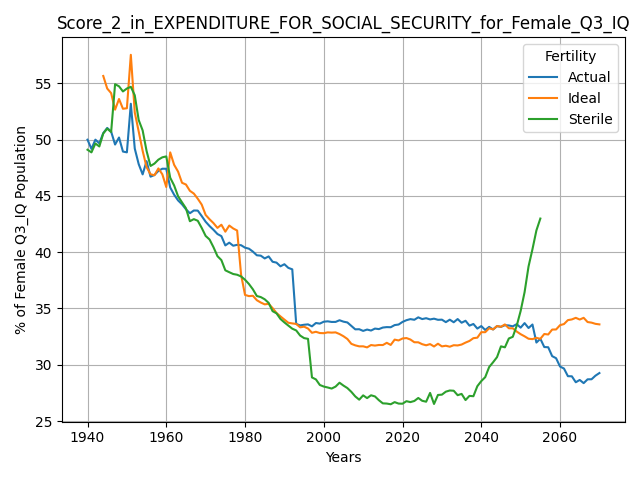 Score_2_in_EXPENDITURE_FOR_SOCIAL_SECURITY_for_Female_Q3_IQ
Fertility
Actual
Ideal
Sterile
% of Female Q3_IQ Population
55
50
45
40
35
30
25
1940 1960 1980 2000 2020 2040 2060
Years